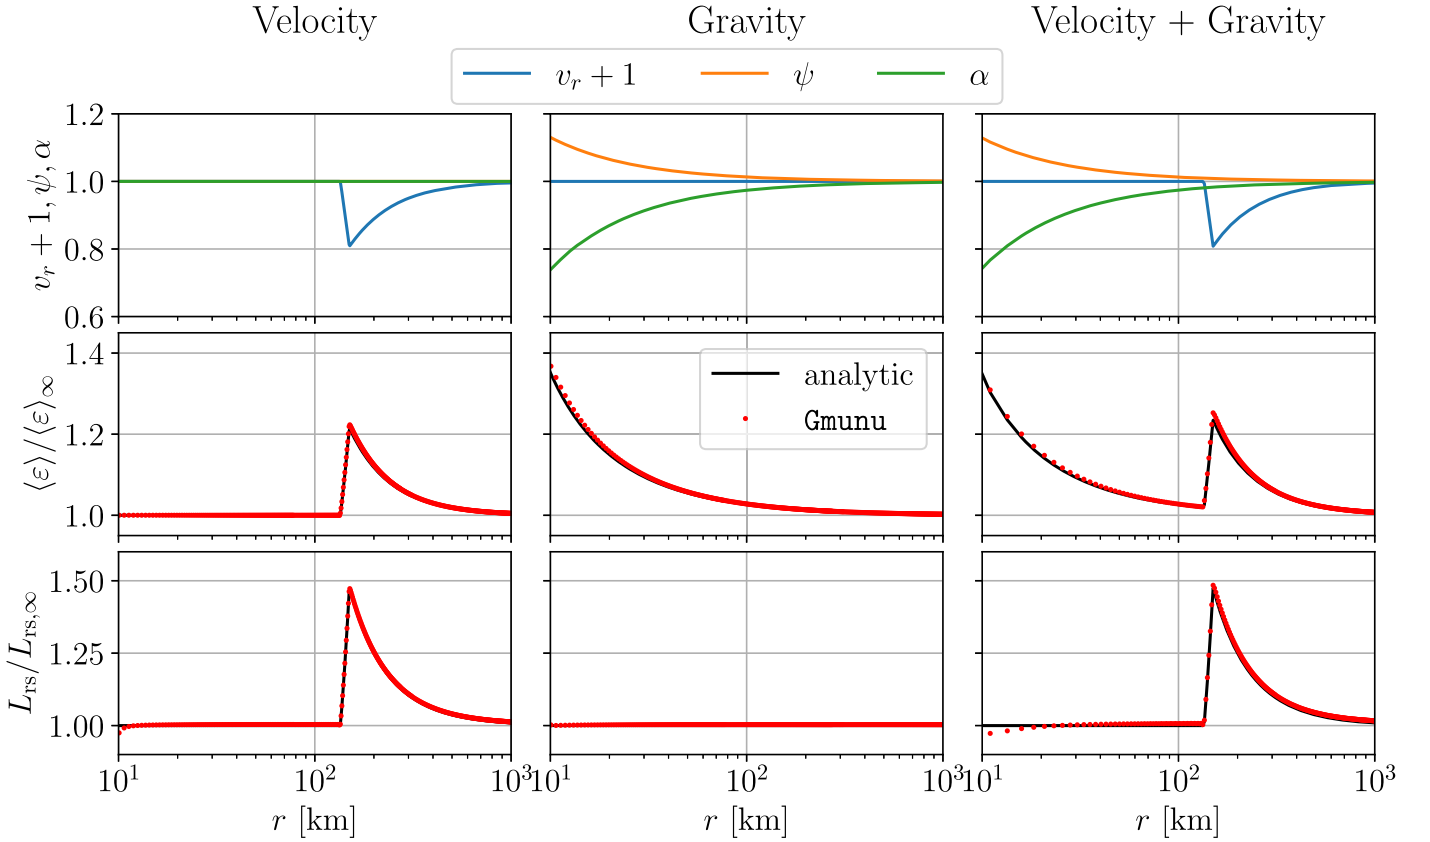 Velocity Gravity Velocity + Gravity
v_r + 1 ψ α
v_r + 1, ψ, α
1.2
1.0
0.8
0.6
⟨ε⟩/⟨ε⟩_∞
1.4
1.2
1.0
analytic
Gmunu
L_rs/L_rs,∞
1.50
1.25
1.00
10^1 10^2 10^3 10^1 10^2 10^3 10^1 10^2 10^3
r [km] r [km] r [km]